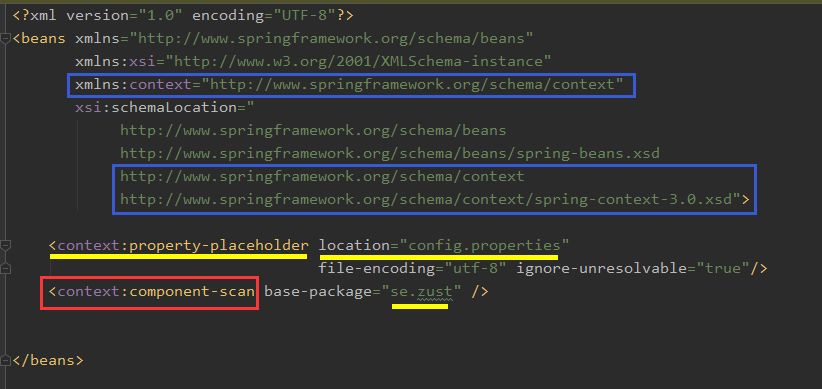 <?xml version="1.0" encoding="UTF-8"?>
<beans xmlns="http://www.springframework.org/schema/beans"
xmlns:xsi="http://www.w3.org/2001/XMLSchema-instance"
xmlns:context="http://www.springframework.org/schema/context"
xsi:schemaLocation="
http://www.springframework.org/schema/beans
http://www.springframework.org/schema/beans/spring-beans.xsd
http://www.springframework.org/schema/context
http://www.springframework.org/schema/context/spring-context-3.0.xsd">
<context:property-placeholder location="config.properties"
file-encoding="utf-8" ignore-unresolvable="true"/>
<context:component-scan base-package="se.zust" />
</beans>